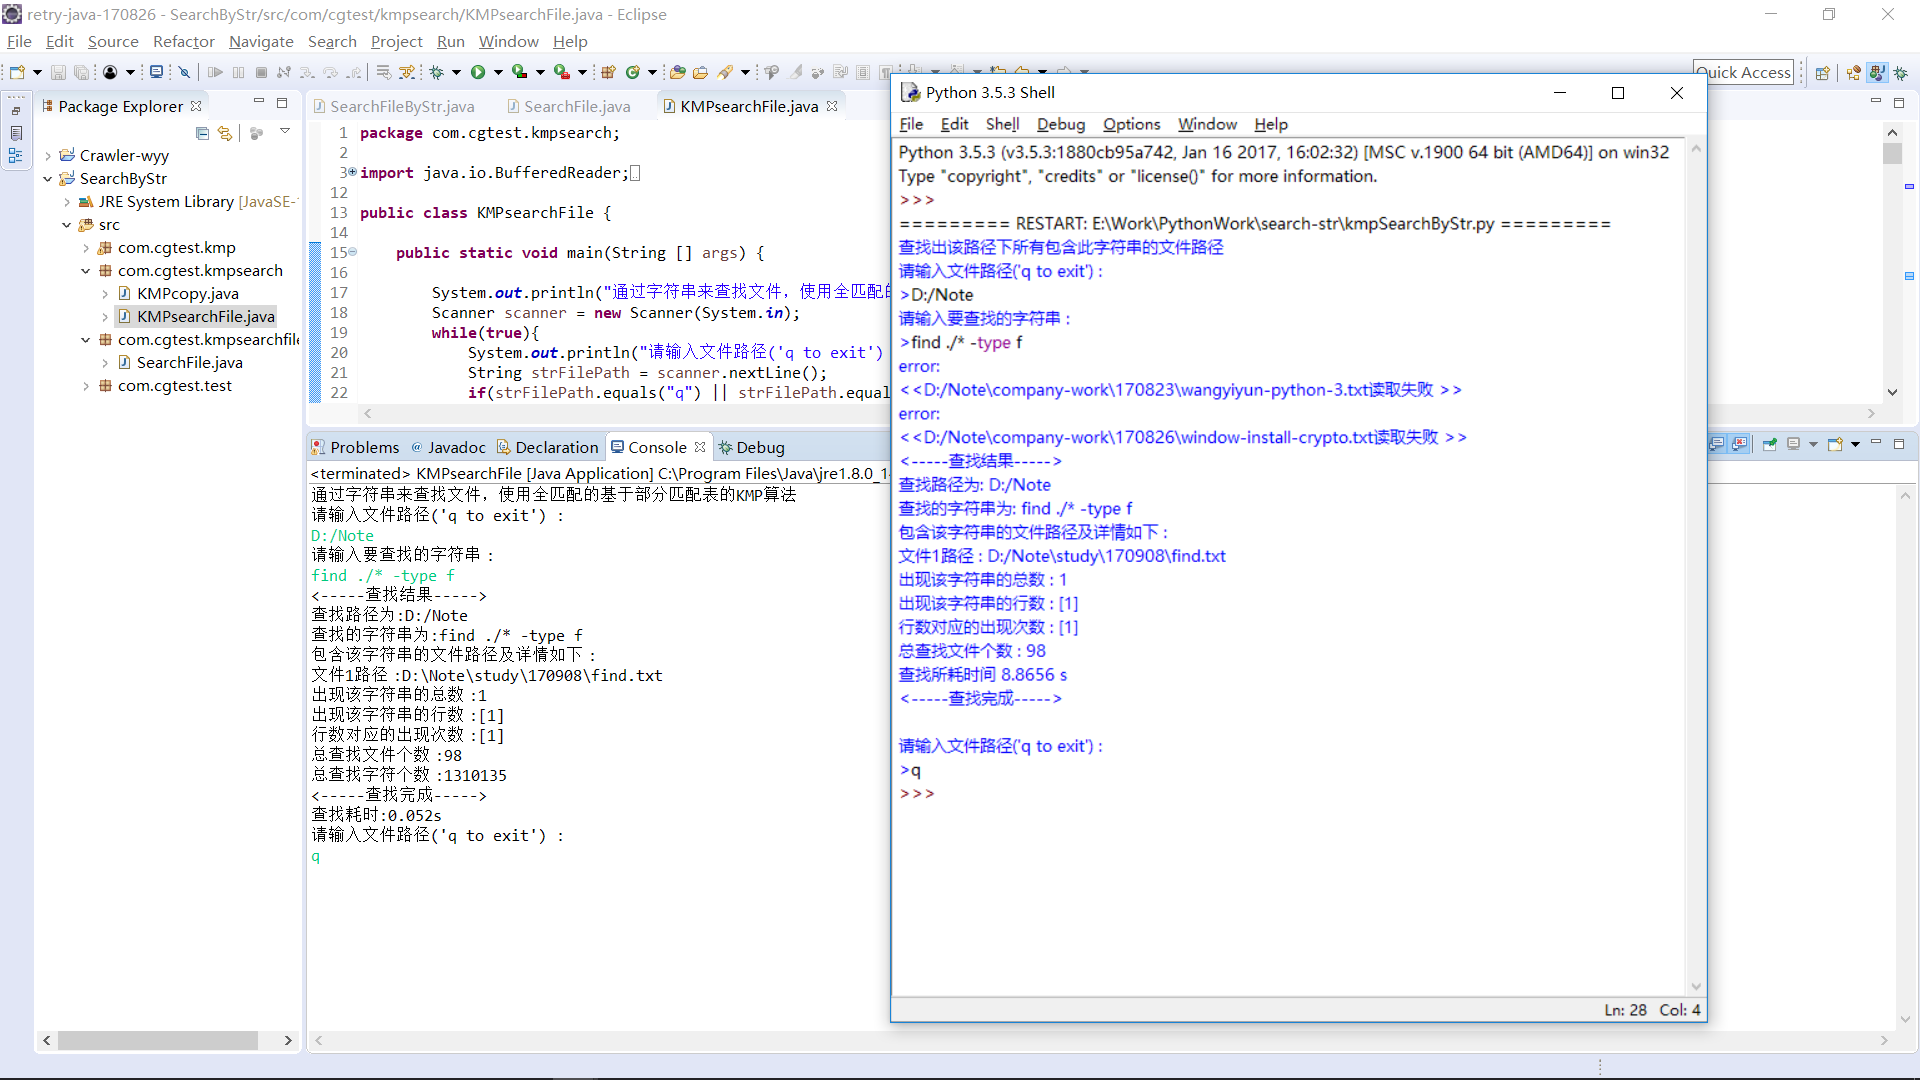 retry-java-170826 - SearchByStr/src/com/cgtest/kmpsearch/KMPsearchFile.java - Eclipse
File Edit Source Refactor Navigate Search Project Run Window Help
Quick Access
Package Explorer
Crawler-wyy
SearchByStr
JRE System Library [JavaSE-
src
com.cgtest.kmp
com.cgtest.kmpsearch
KMPcopy.java
KMPsearchFile.java
com.cgtest.kmpsearchfile
SearchFile.java
com.cgtest.test
SearchFileByStr.java SearchFile.java KMPsearchFile.java
1 package com.cgtest.kmpsearch;
2
3 import java.io.BufferedReader;
12
13 public class KMPsearchFile {
14
15 public static void main(String [] args) {
16
17 System.out.println("通过字符串来查找文件，使用全匹配的
18 Scanner scanner = new Scanner(System.in);
19 while(true){
20 System.out.println("请输入文件路径('q to exit')
21 String strFilePath = scanner.nextLine();
22 if(strFilePath.equals("q") || strFilePath.equal
Problems Javadoc Declaration Console Debug
<terminated> KMPsearchFile [Java Application] C:\Program Files\Java\jre1.8.0_1
通过字符串来查找文件，使用全匹配的基于部分匹配表的KMP算法
请输入文件路径('q to exit') :
D:/Note
请输入要查找的字符串 :
find ./* -type f
<-----查找结果----->
查找路径为:D:/Note
查找的字符串为:find ./* -type f
包含该字符串的文件路径及详情如下 :
文件1路径 :D:\Note\study\170908\find.txt
出现该字符串的总数 :1
出现该字符串的行数 :[1]
行数对应的出现次数 :[1]
总查找文件个数 :98
总查找字符个数 :1310135
<-----查找完成----->
查找耗时:0.052s
请输入文件路径('q to exit') :
q
Python 3.5.3 Shell
File Edit Shell Debug Options Window Help
Python 3.5.3 (v3.5.3:1880cb95a742, Jan 16 2017, 16:02:32) [MSC v.1900 64 bit (AMD64)] on win32
Type "copyright", "credits" or "license()" for more information.
>>>
========= RESTART: E:\Work\PythonWork\search-str\kmpSearchByStr.py =========
查找出该路径下所有包含此字符串的文件路径
请输入文件路径('q to exit') :
>D:/Note
请输入要查找的字符串 :
>find ./* -type f
error:
<<D:/Note\company-work\170823\wangyiyun-python-3.txt读取失败 >>
error:
<<D:/Note\company-work\170826\window-install-crypto.txt读取失败 >>
<-----查找结果----->
查找路径为: D:/Note
查找的字符串为: find ./* -type f
包含该字符串的文件路径及详情如下 :
文件1路径 : D:/Note\study\170908\find.txt
出现该字符串的总数 : 1
出现该字符串的行数 : [1]
行数对应的出现次数 : [1]
总查找文件个数 : 98
查找所耗时间 8.8656 s
<-----查找完成----->
请输入文件路径('q to exit') :
>q
>>>
Ln: 28 Col: 4